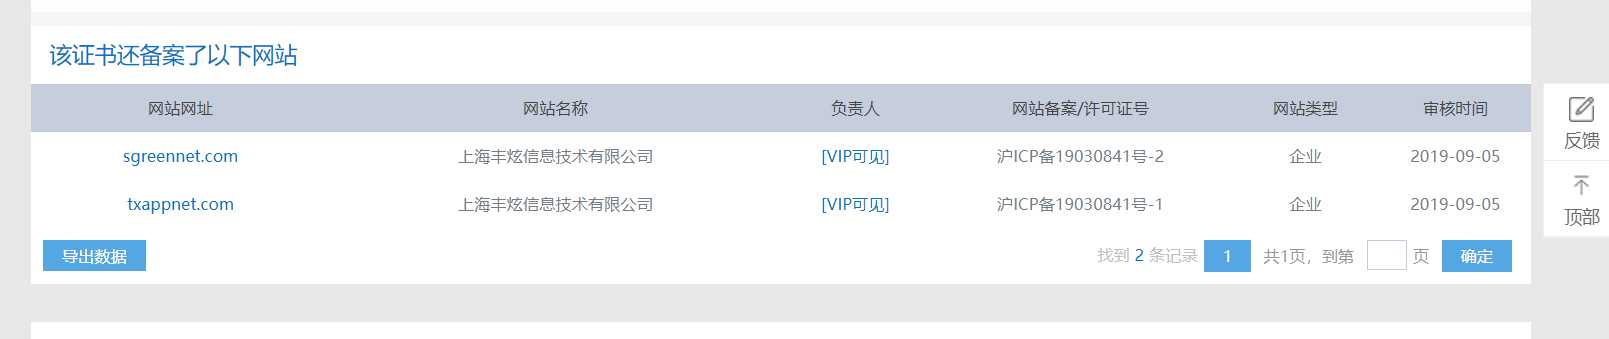 该证书还备案了以下网站
网站网址 网站名称 负责人 网站备案/许可证号 网站类型 审核时间
sgreennet.com 上海丰炫信息技术有限公司 [VIP可见] 沪ICP备19030841号-2 企业 2019-09-05
txappnet.com 上海丰炫信息技术有限公司 [VIP可见] 沪ICP备19030841号-1 企业 2019-09-05
导出数据 找到 2 条记录 1 共1页，到第 页 确定
反馈
顶部